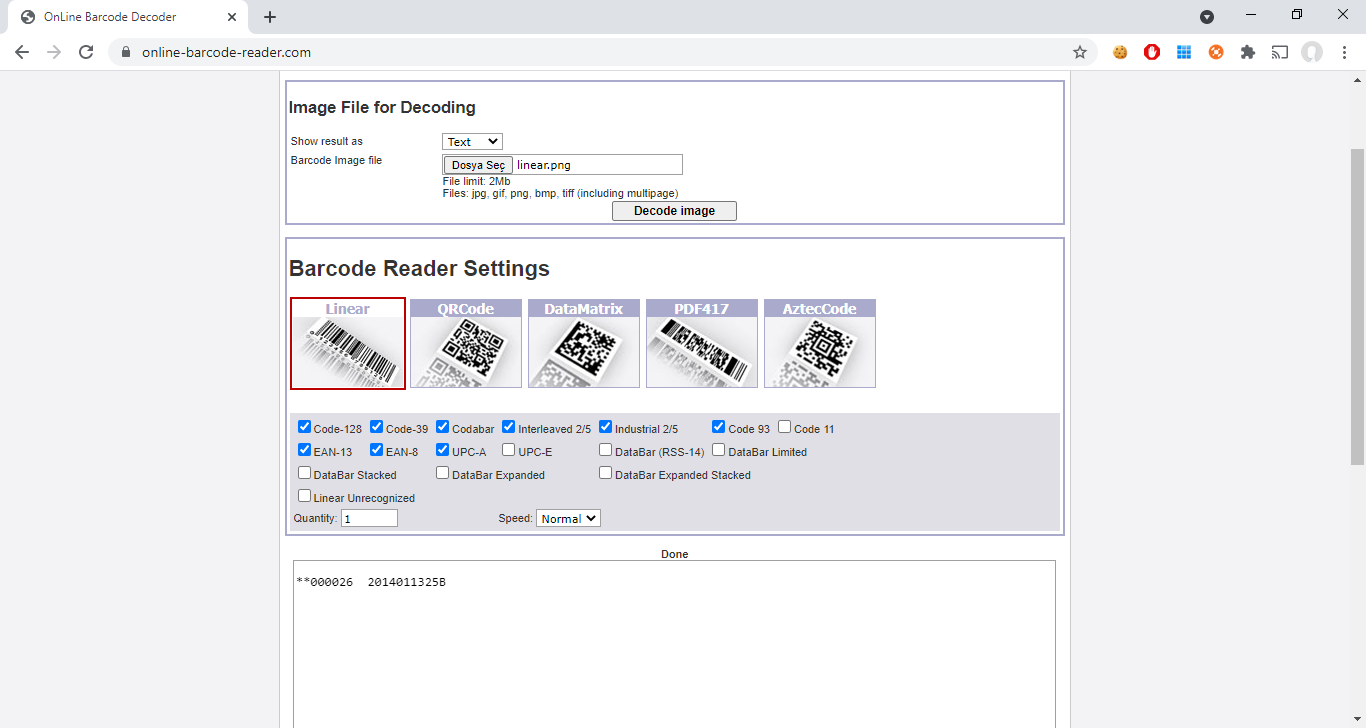 OnLine Barcode Decoder
online-barcode-reader.com
Image File for Decoding
Show result as Text
Barcode Image file Dosya Seç linear.png
File limit: 2Mb
Files: jpg, gif, png, bmp, tiff (including multipage)
Decode image
Barcode Reader Settings
Linear QRCode DataMatrix PDF417 AztecCode
Code-128 Code-39 Codabar Interleaved 2/5 Industrial 2/5 Code 93 Code 11
EAN-13 EAN-8 UPC-A UPC-E DataBar (RSS-14) DataBar Limited
DataBar Stacked DataBar Expanded DataBar Expanded Stacked
Linear Unrecognized
Quantity: 1 Speed: Normal
Done
**000026  2014011325B